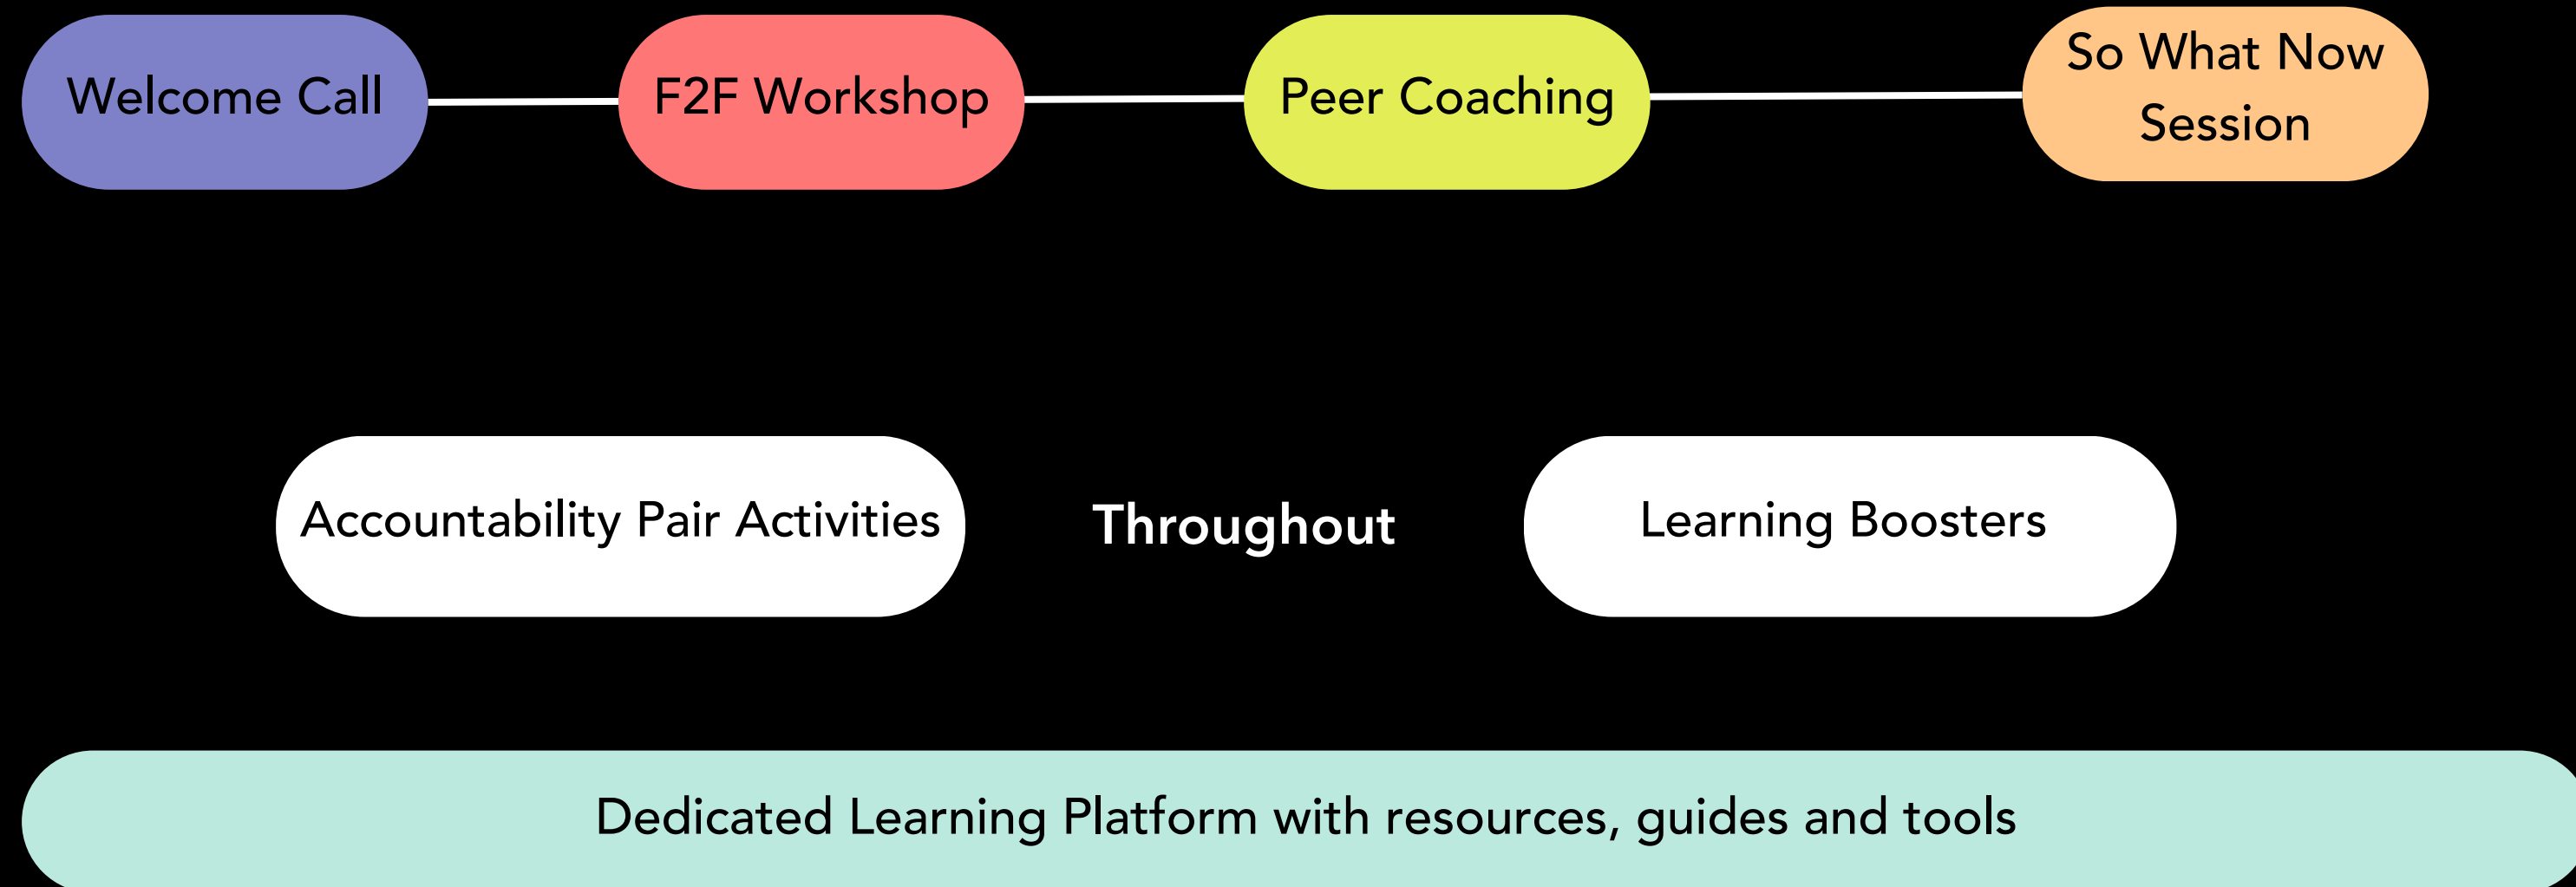 Welcome Call
F2F Workshop
Peer Coaching
So What Now
Session
Accountability Pair Activities
Throughout
Learning Boosters
Dedicated Learning Platform with resources, guides and tools